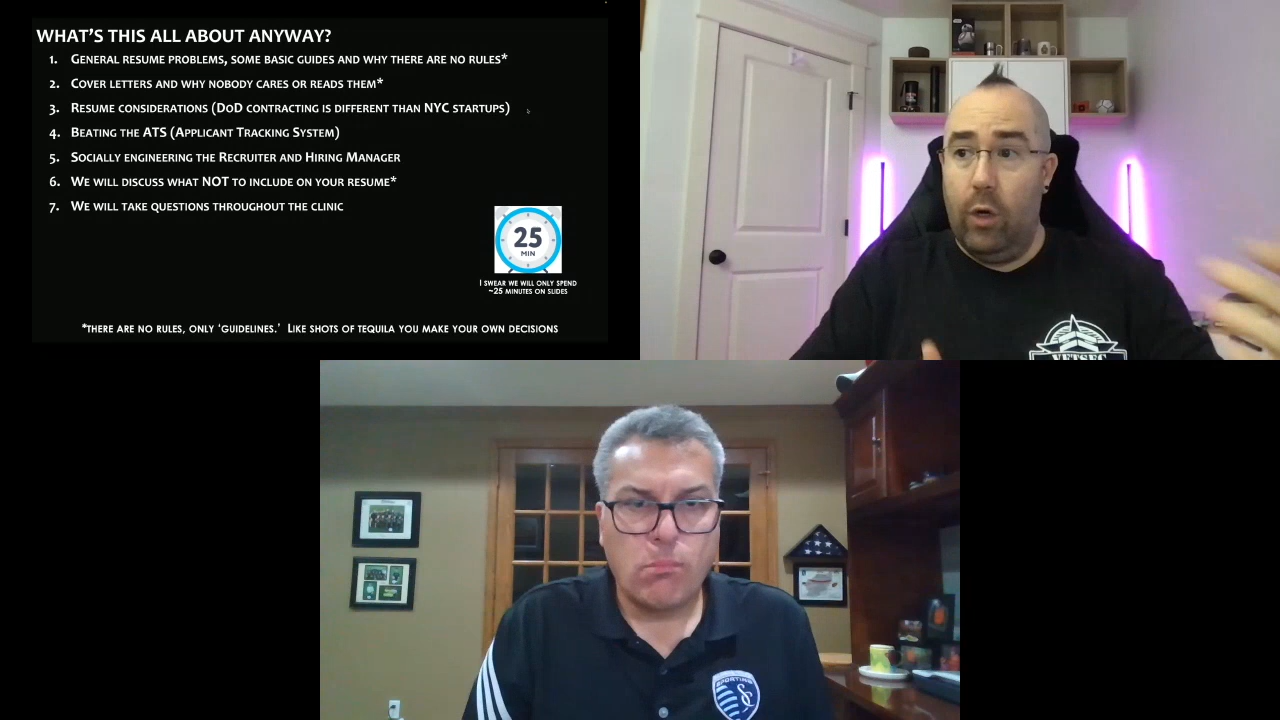 WHAT'S THIS ALL ABOUT ANYWAY?
1. GENERAL RESUME PROBLEMS, SOME BASIC GUIDES AND WHY THERE ARE NO RULES*
2. COVER LETTERS AND WHY NOBODY CARES OR READS THEM*
3. RESUME CONSIDERATIONS (DOD CONTRACTING IS DIFFERENT THAN NYC STARTUPS)
4. BEATING THE ATS (APPLICANT TRACKING SYSTEM)
5. SOCIALLY ENGINEERING THE RECRUITER AND HIRING MANAGER
6. WE WILL DISCUSS WHAT NOT TO INCLUDE ON YOUR RESUME*
7. WE WILL TAKE QUESTIONS THROUGHOUT THE CLINIC
25
MIN
I SWEAR WE WILL ONLY SPEND
~25 MINUTES ON SLIDES
*THERE ARE NO RULES, ONLY 'GUIDELINES.' LIKE SHOTS OF TEQUILA YOU MAKE YOUR OWN DECISIONS
VETSEC
SPORTING